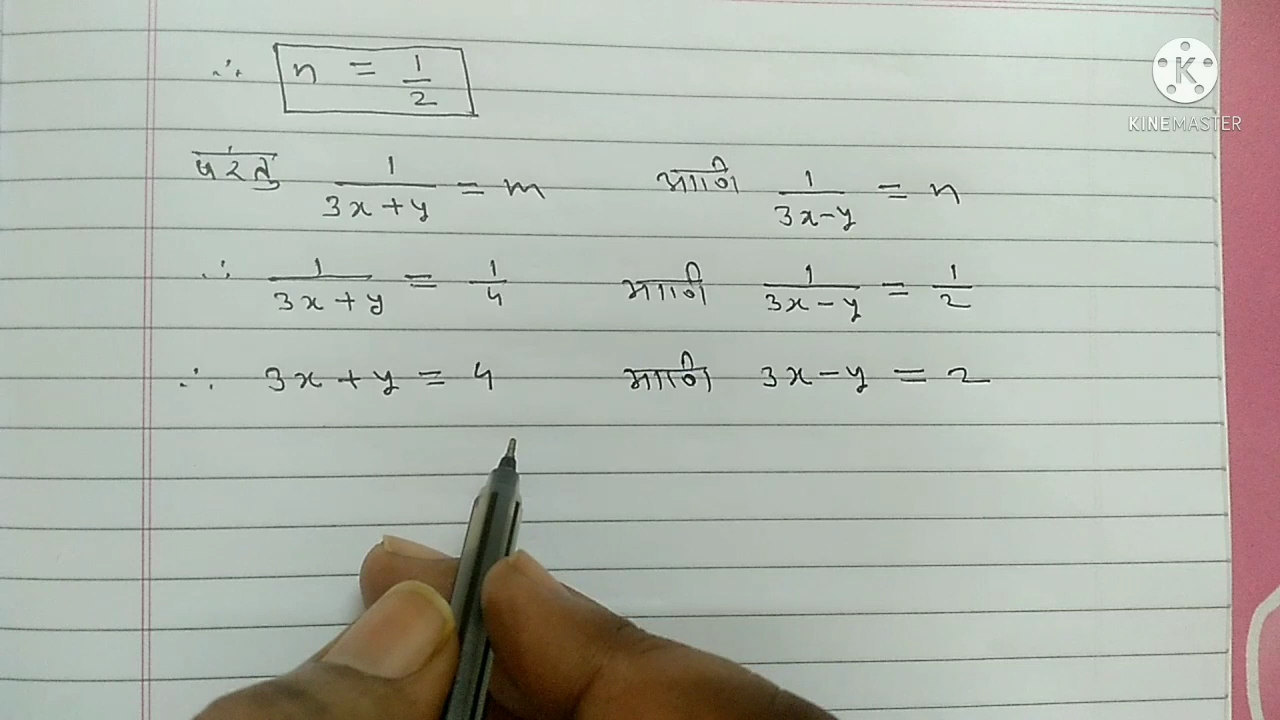 ∴ n = 1/2
परंतु 1/(3x+y) = m आणि 1/(3x-y) = n
∴ 1/(3x+y) = 1/4 आणि 1/(3x-y) = 1/2
∴ 3x+y = 4 आणि 3x-y = 2
K
KINEMASTER